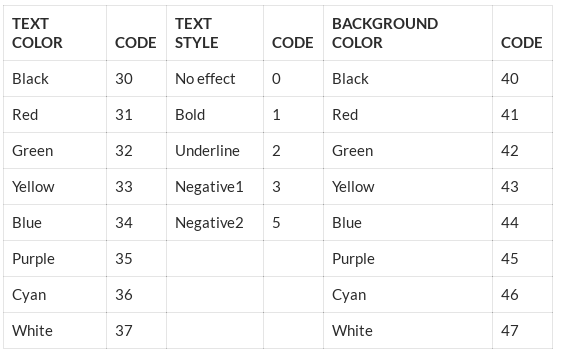 TEXT COLOR CODE TEXT STYLE CODE BACKGROUND COLOR CODE
Black 30 No effect 0 Black 40
Red 31 Bold 1 Red 41
Green 32 Underline 2 Green 42
Yellow 33 Negative1 3 Yellow 43
Blue 34 Negative2 5 Blue 44
Purple 35 Purple 45
Cyan 36 Cyan 46
White 37 White 47